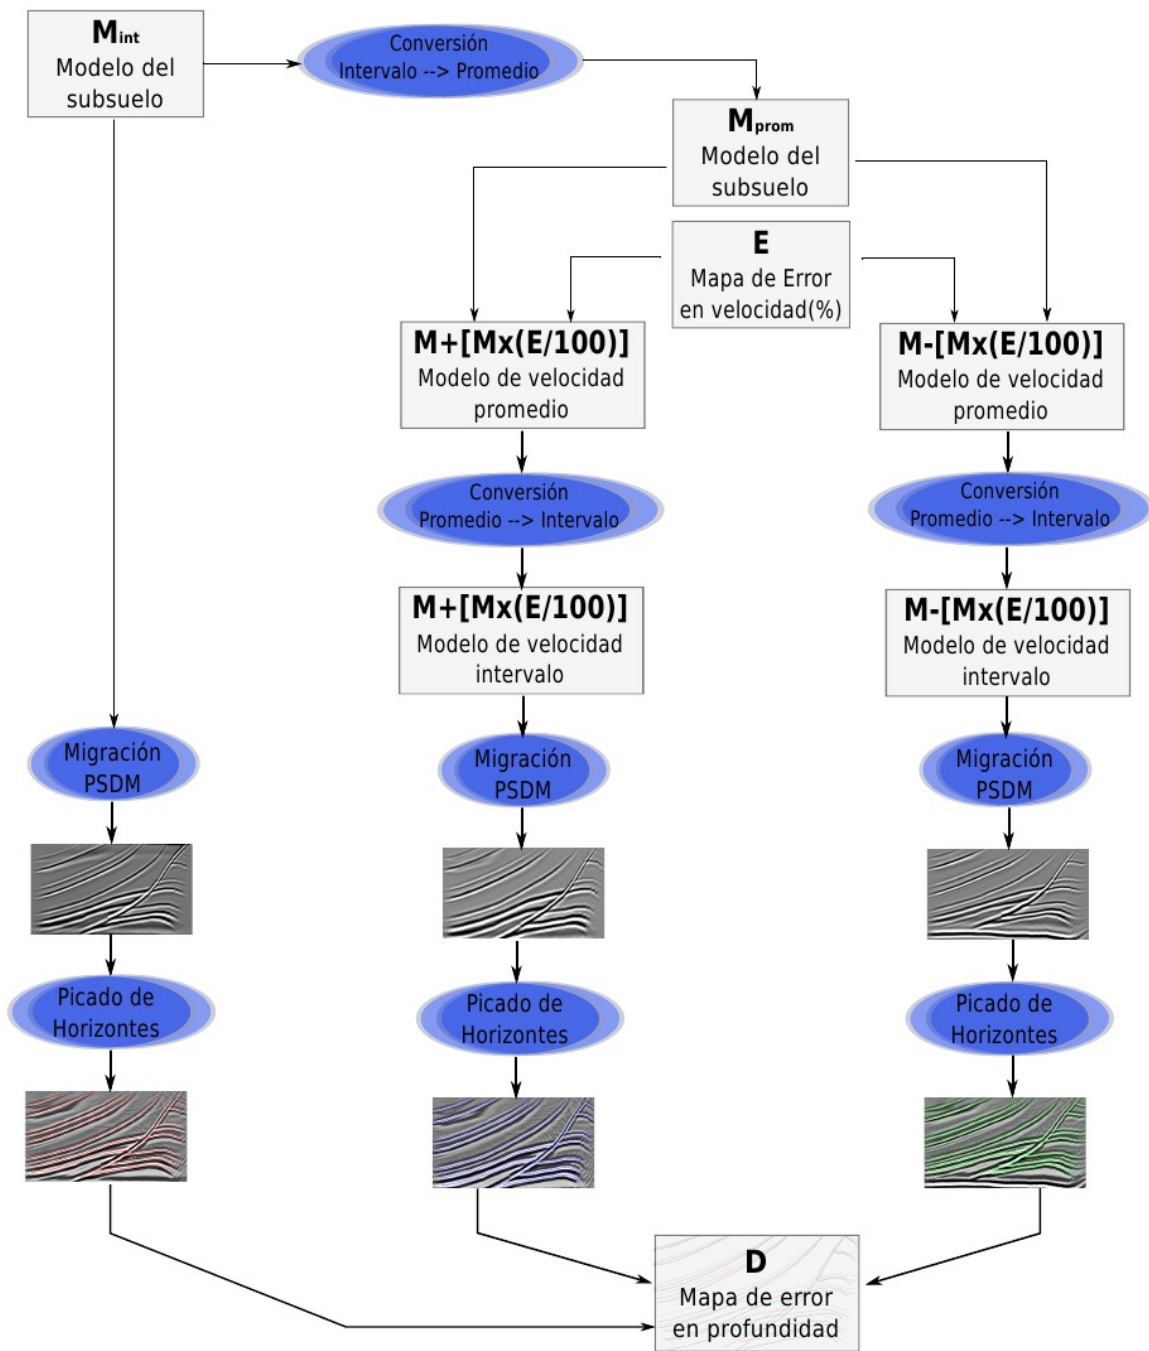 Mint
Modelo del
subsuelo
Conversión
Intervalo --> Promedio
Mprom
Modelo del
subsuelo
E
Mapa de Error
en velocidad(%)
M+[Mx(E/100)]
Modelo de velocidad
promedio
M-[Mx(E/100)]
Modelo de velocidad
promedio
Conversión
Promedio --> Intervalo
Conversión
Promedio --> Intervalo
M+[Mx(E/100)]
Modelo de velocidad
intervalo
M-[Mx(E/100)]
Modelo de velocidad
intervalo
Migración
PSDM
Migración
PSDM
Migración
PSDM
Picado de
Horizontes
Picado de
Horizontes
Picado de
Horizontes
D
Mapa de error
en profundidad